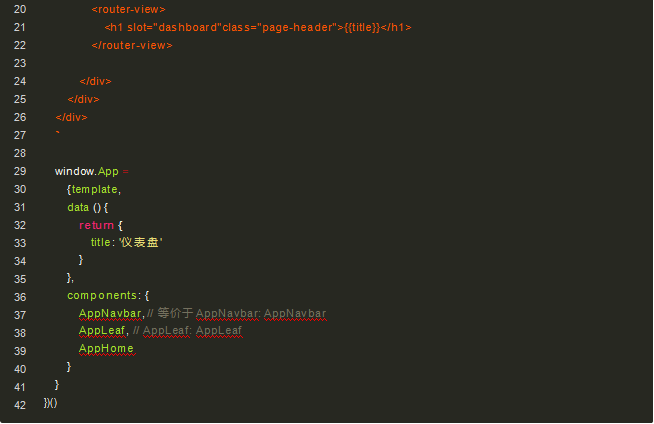 20 <router-view>
21 <h1 slot="dashboard"class="page-header">{{title}}</h1>
22 </router-view>
23
24 </div>
25 </div>
26 </div>
27 `
28
29 window.App =
30 {template,
31 data () {
32 return {
33 title: '仪表盘'
34 }
35 },
36 components: {
37 AppNavbar, // 等价于 AppNavbar: AppNavbar
38 AppLeaf, // AppLeaf: AppLeaf
39 AppHome
40 }
41 }
42 })()